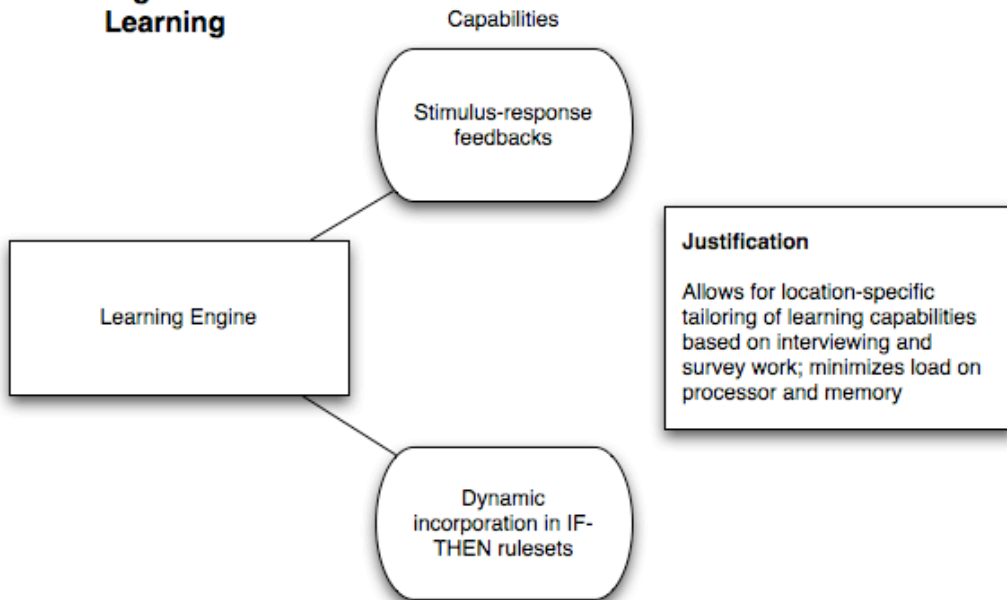 Learning
Capabilities
Stimulus-response
feedbacks
Learning Engine
Justification
Allows for location-specific
tailoring of learning capabilities
based on interviewing and
survey work; minimizes load on
processor and memory
Dynamic
incorporation in IF-
THEN rulesets